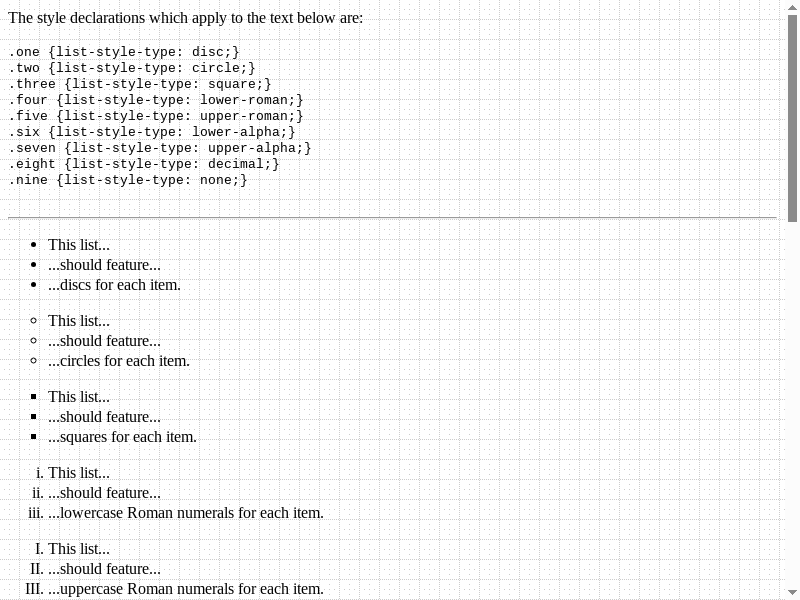 The style declarations which apply to the text below are:
.one {list-style-type: disc;}
.two {list-style-type: circle;}
.three {list-style-type: square;}
.four {list-style-type: lower-roman;}
.five {list-style-type: upper-roman;}
.six {list-style-type: lower-alpha;}
.seven {list-style-type: upper-alpha;}
.eight {list-style-type: decimal;}
.nine {list-style-type: none;}
• This list...
• ...should feature...
• ...discs for each item.
◦ This list...
◦ ...should feature...
◦ ...circles for each item.
▪ This list...
▪ ...should feature...
▪ ...squares for each item.
i. This list...
ii. ...should feature...
iii. ...lowercase Roman numerals for each item.
I. This list...
II. ...should feature...
III. ...uppercase Roman numerals for each item.